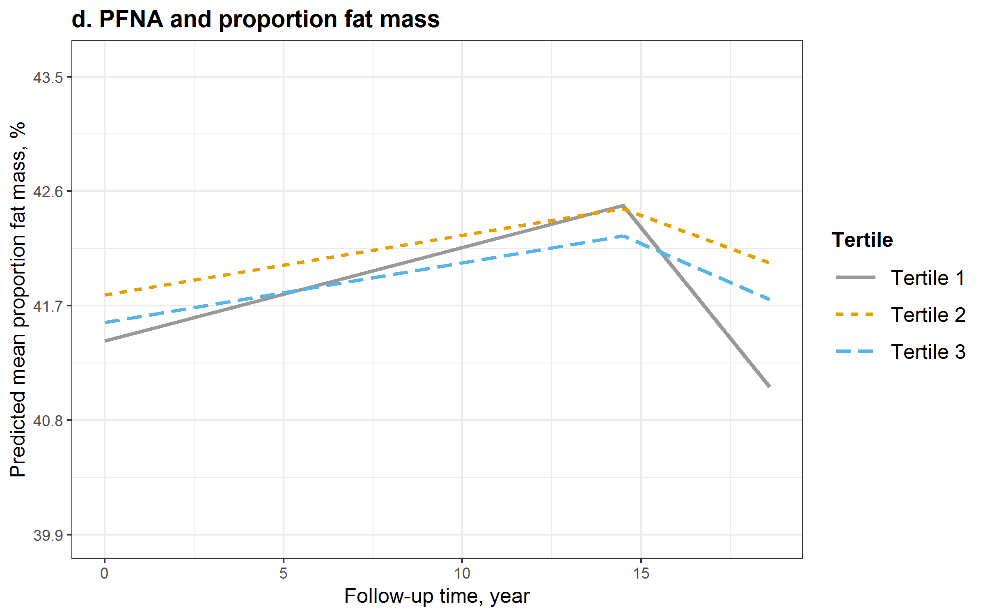 d. PFNA and proportion fat mass
Predicted mean proportion fat mass, %
43.5
42.6
41.7
40.8
39.9
0 5 10 15
Follow-up time, year
Tertile
Tertile 1
Tertile 2
Tertile 3